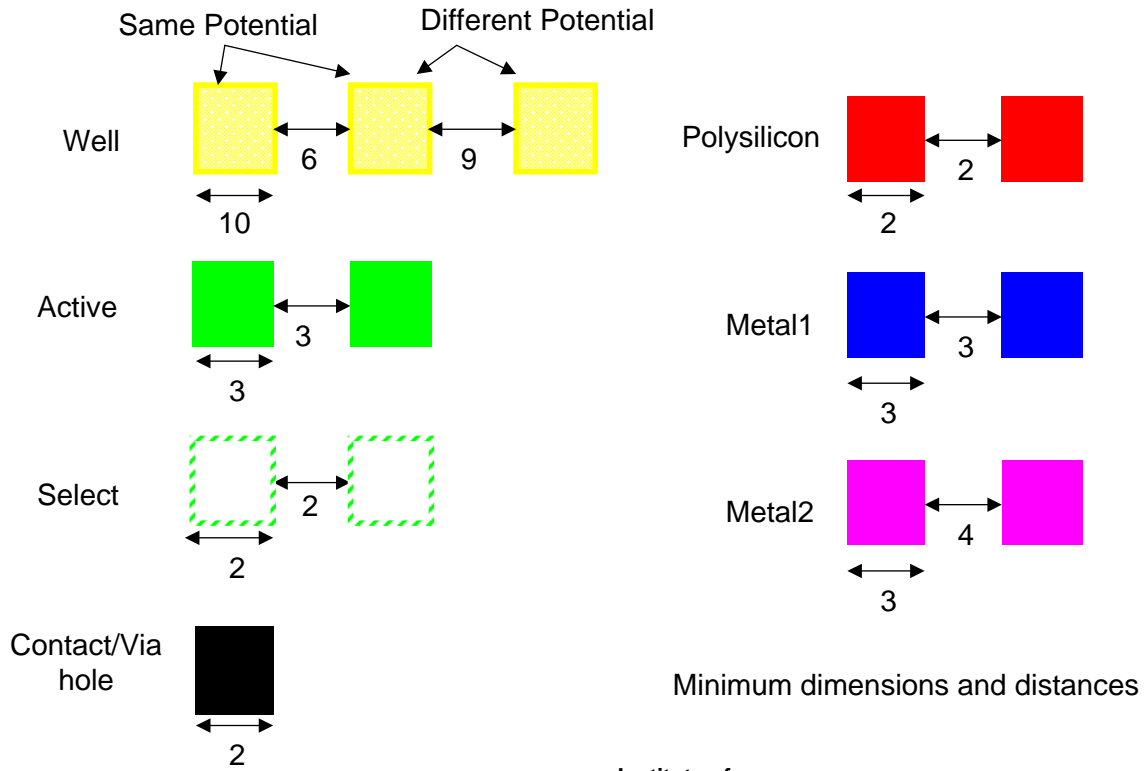 Same Potential
Different Potential
Well
6
9
10
Active
3
3
Select
2
2
Contact/Via
hole
2
Polysilicon
2
2
Metal1
3
3
Metal2
4
3
Minimum dimensions and distances